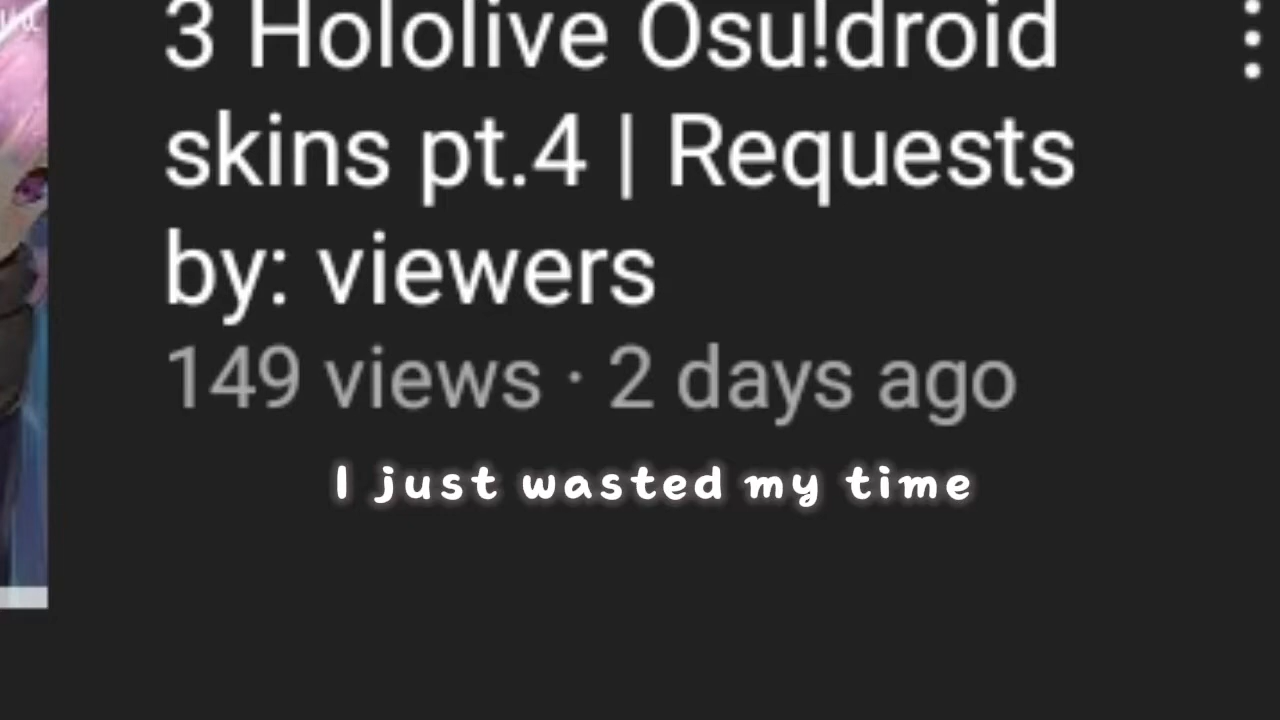 3 Hololive Osu!droid
skins pt.4 | Requests
by: viewers
149 views · 2 days ago
I just wasted my time